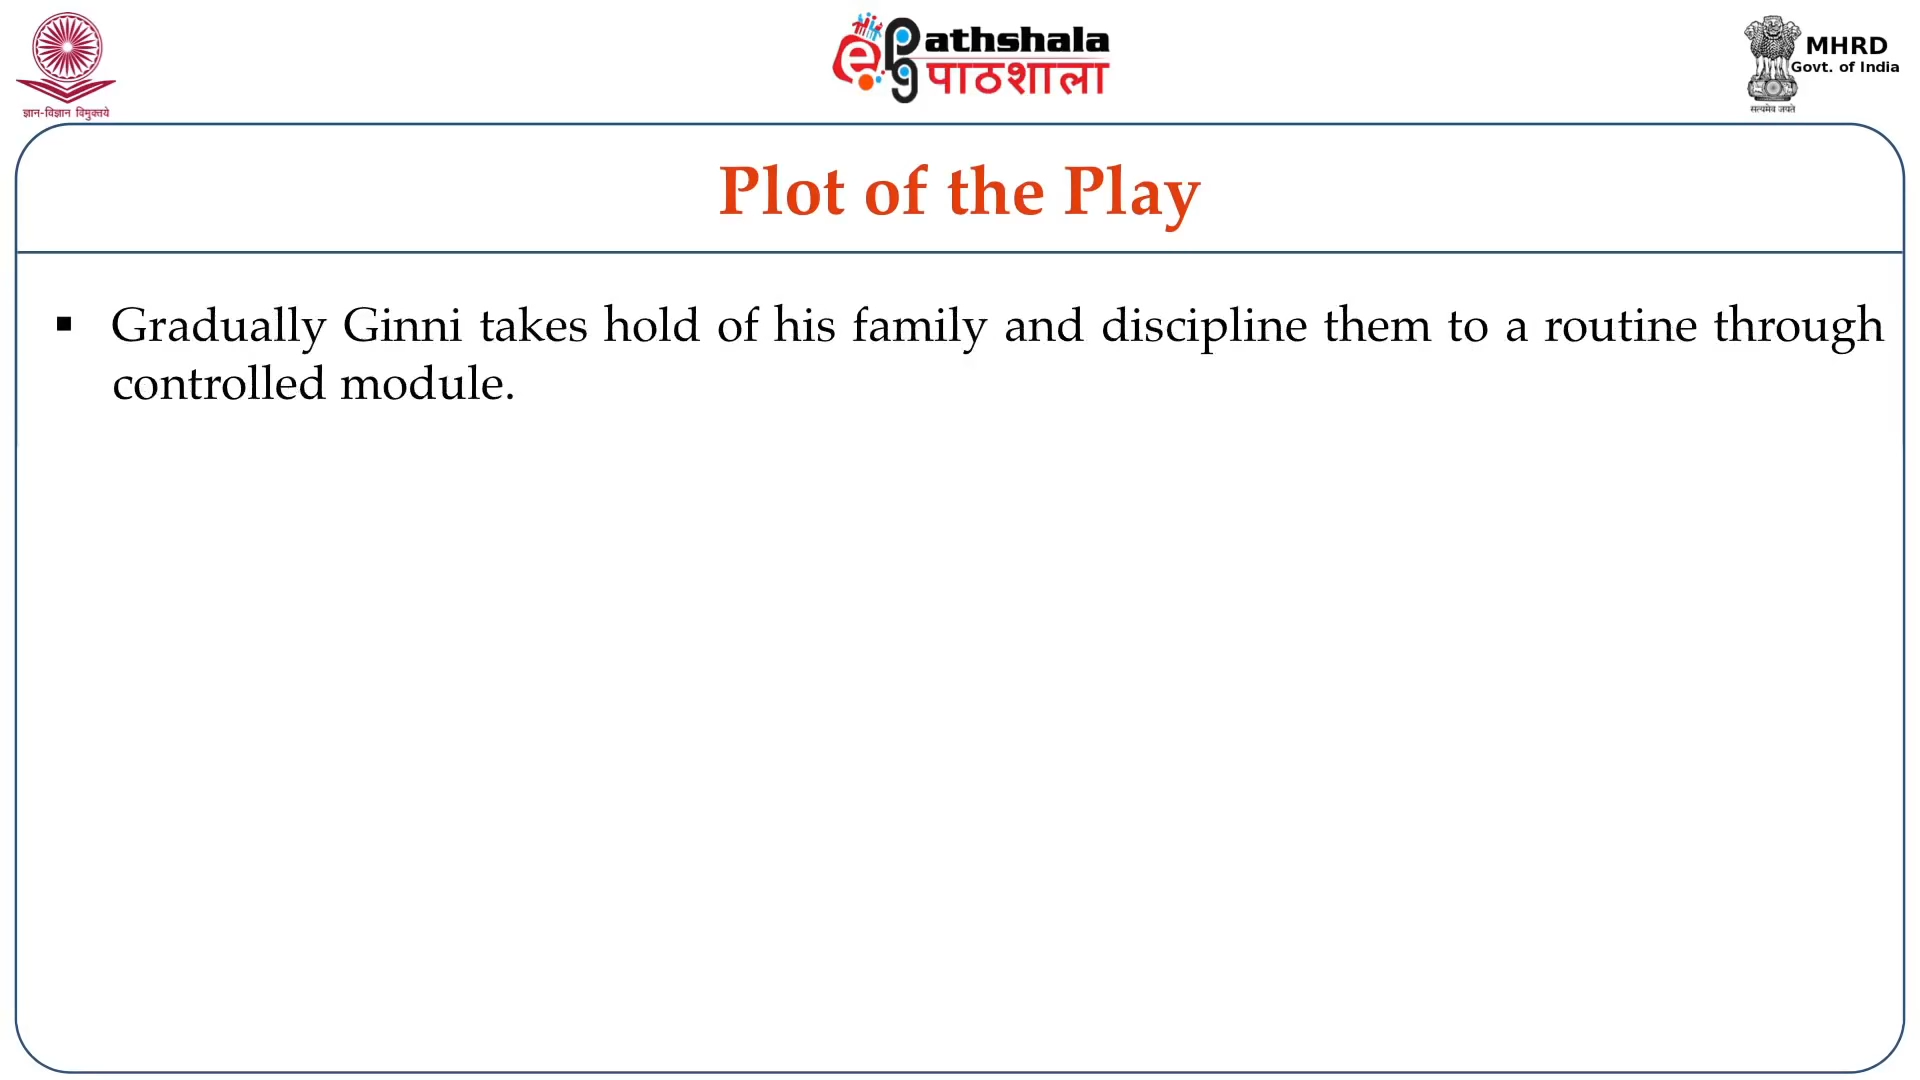 ज्ञान-विज्ञान विमुक्तये
e Pg athshala
पाठशाला
MHRD
Govt. of India
सत्यमेव जयते
Plot of the Play
▪ Gradually Ginni takes hold of his family and discipline them to a routine through
controlled module.